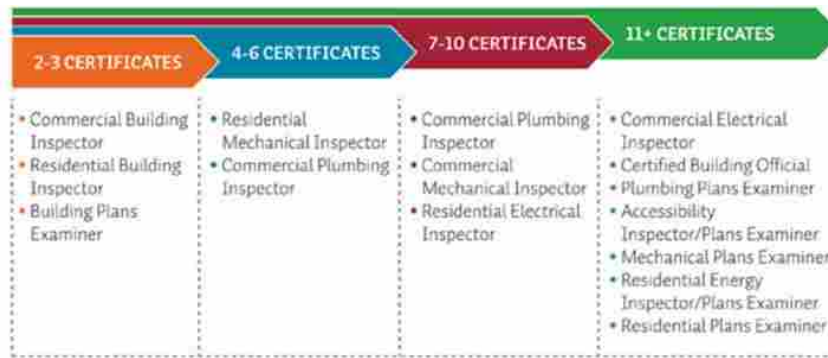 2-3 CERTIFICATES
4-6 CERTIFICATES
7-10 CERTIFICATES
11+ CERTIFICATES
• Commercial Building
Inspector
• Residential Building
Inspector
• Building Plans
Examiner
• Residential
Mechanical Inspector
• Commercial Plumbing
Inspector
• Commercial Plumbing
Inspector
• Commercial
Mechanical Inspector
• Residential Electrical
Inspector
• Commercial Electrical
Inspector
• Certified Building Official
• Plumbing Plans Examiner
• Accessibility
Inspector/Plans Examiner
• Mechanical Plans Examiner
• Residential Energy
Inspector/Plans Examiner
• Residential Plans Examiner